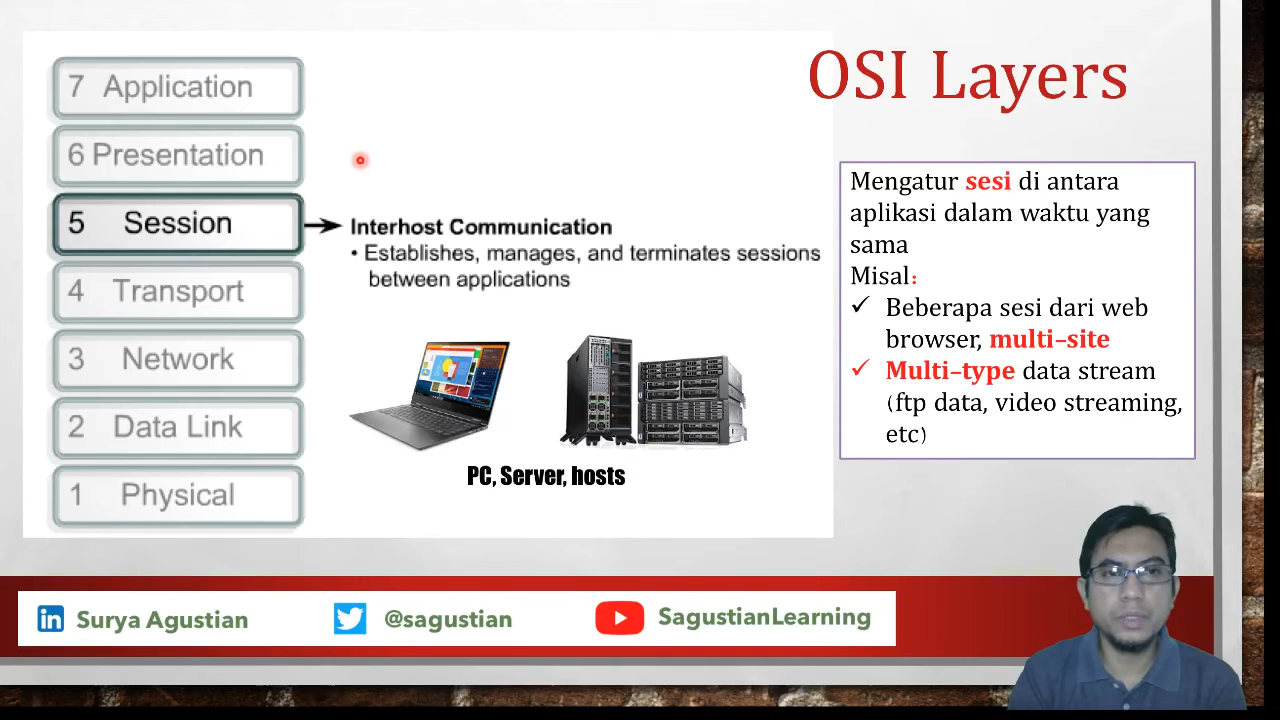 OSI Layers
7 Application
6 Presentation
5 Session
4 Transport
3 Network
2 Data Link
1 Physical
Interhost Communication
• Establishes, manages, and terminates sessions
between applications
PC, Server, hosts
Mengatur sesi di antara
aplikasi dalam waktu yang
sama
Misal:
✓ Beberapa sesi dari web
browser, multi-site
✓ Multi-type data stream
(ftp data, video streaming,
etc)
in Surya Agustian
@sagustian
SagustianLearning